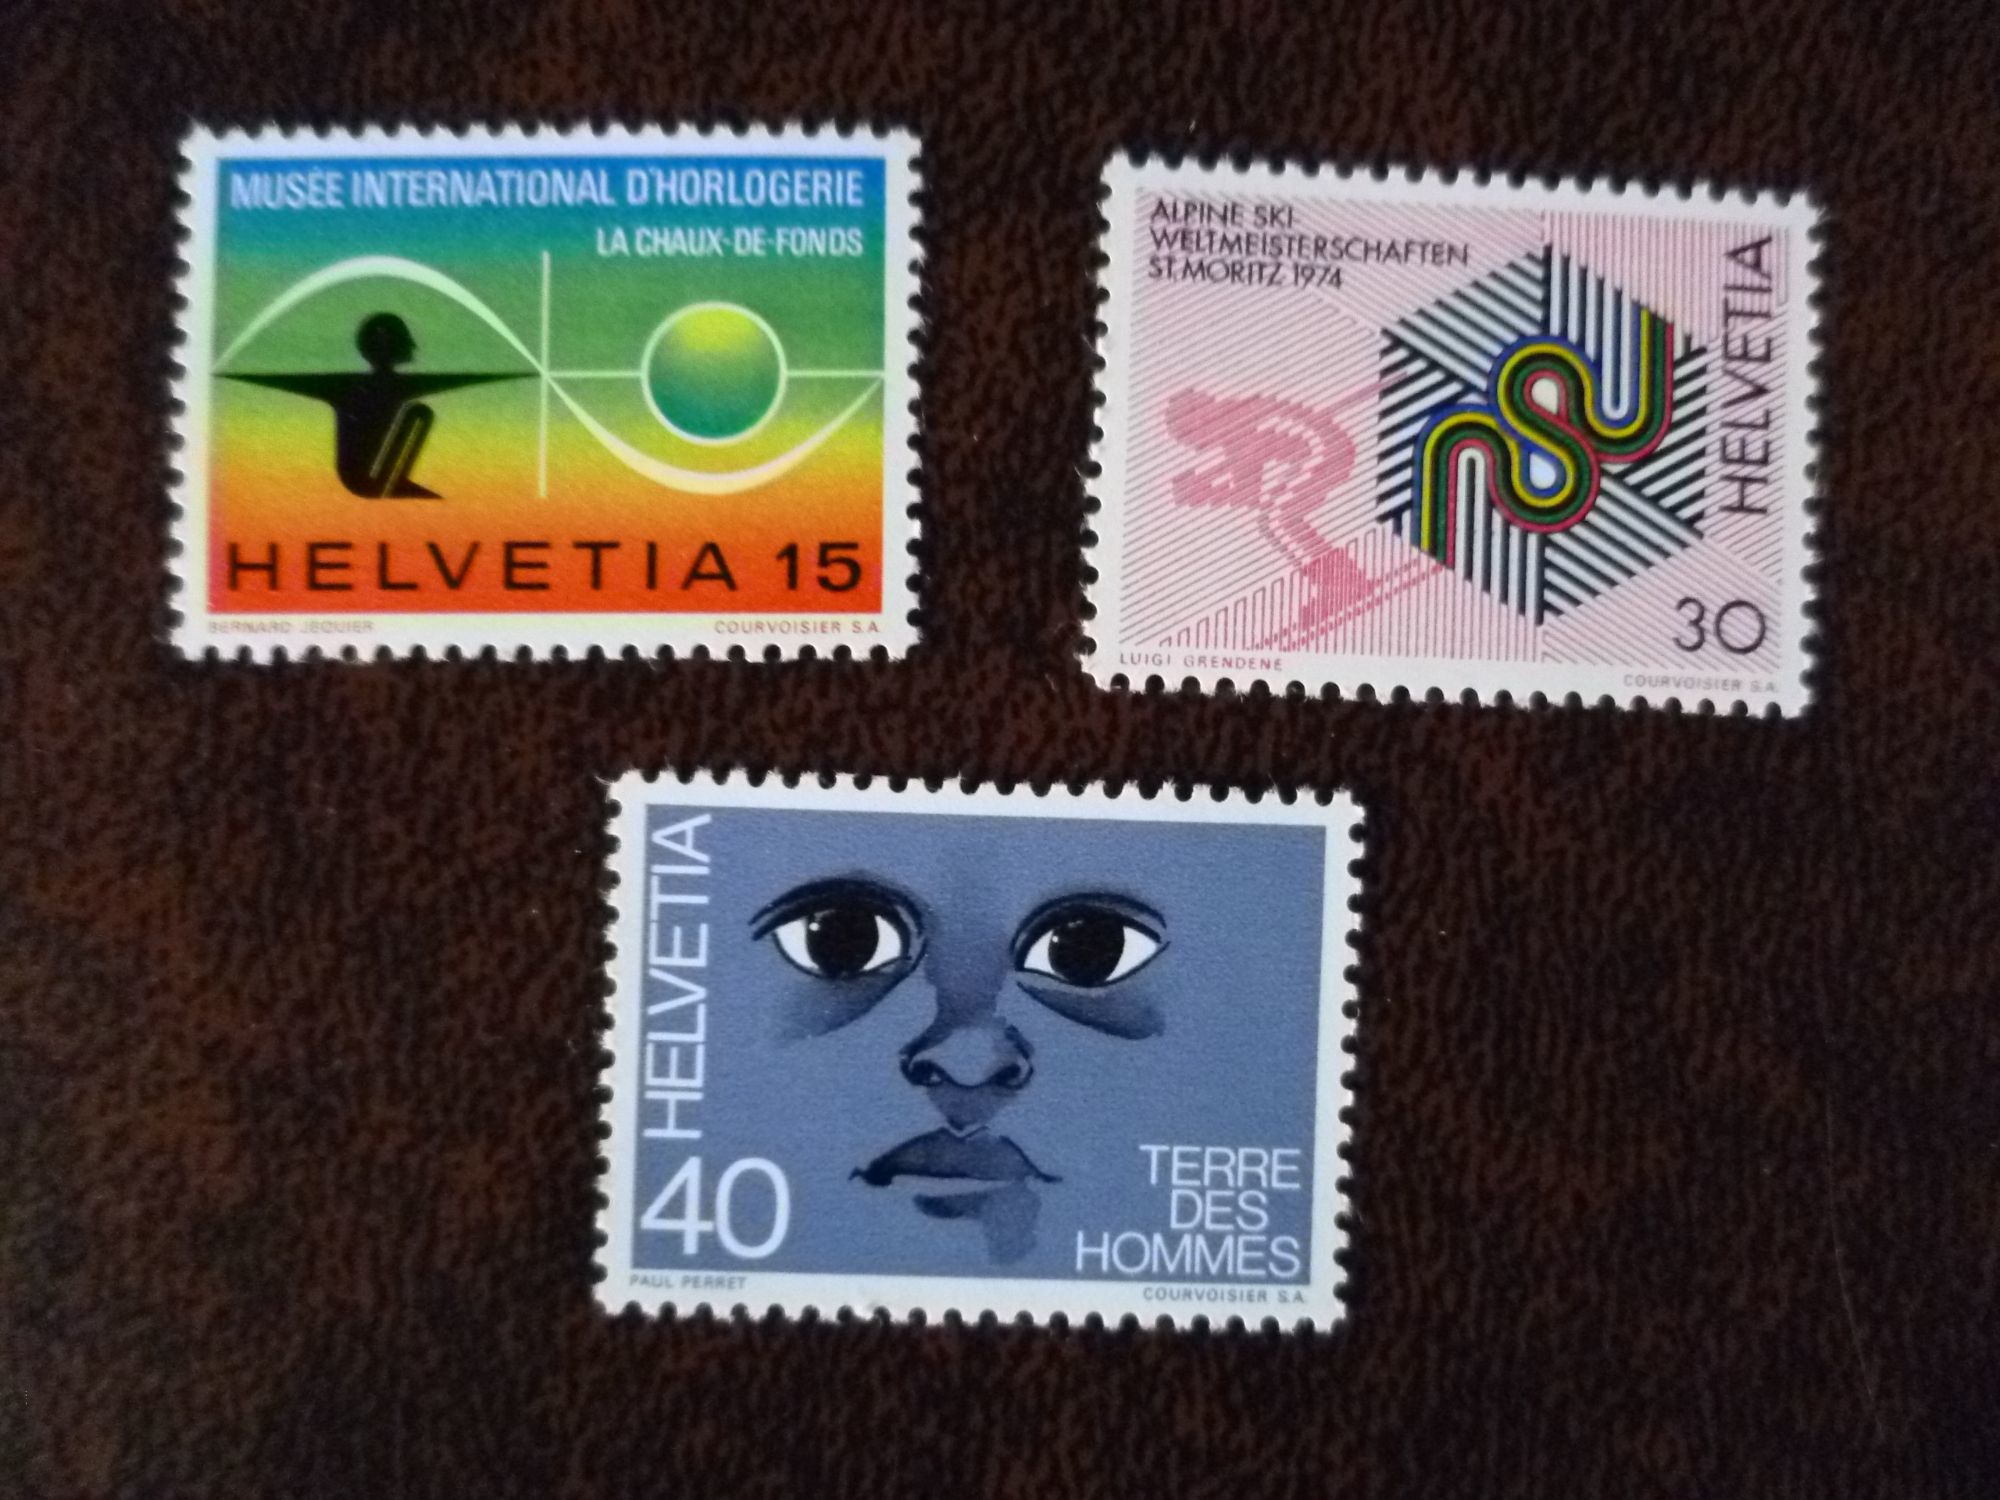 MUSÉE INTERNATIONAL D'HORLOGERIE
LA CHAUX-DE-FONDS
HELVETIA 15
BERNARD JEQUIER
COURVOISIER S.A.
ALPINE SKI
WELTMEISTERSCHAFTEN
ST. MORITZ 1974
HELVETIA
30
LUIGI GRENDENE
COURVOISIER S.A.
HELVETIA
40
TERRE
DES
HOMMES
PAUL PERRET
COURVOISIER S.A.